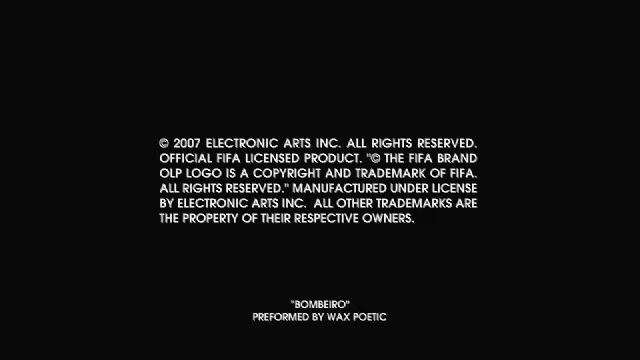 © 2007 ELECTRONIC ARTS INC. ALL RIGHTS RESERVED.
OFFICIAL FIFA LICENSED PRODUCT. "© THE FIFA BRAND
OLP LOGO IS A COPYRIGHT AND TRADEMARK OF FIFA.
ALL RIGHTS RESERVED." MANUFACTURED UNDER LICENSE
BY ELECTRONIC ARTS INC. ALL OTHER TRADEMARKS ARE
THE PROPERTY OF THEIR RESPECTIVE OWNERS.
"BOMBEIRO"
PREFORMED BY WAX POETIC